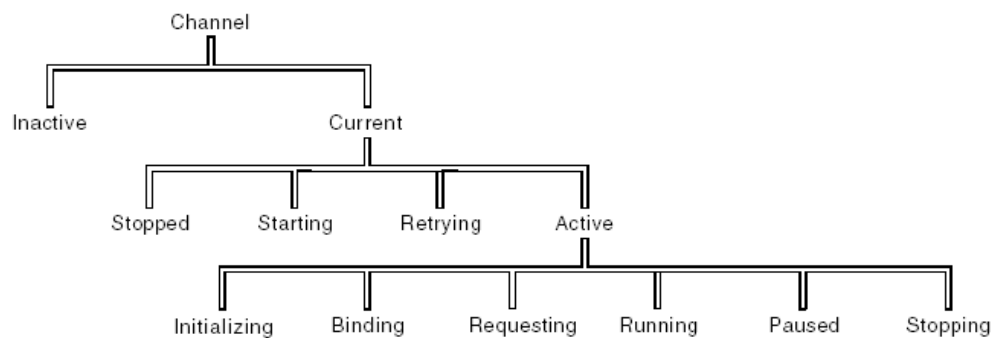 Channel
Inactive Current
Stopped Starting Retrying Active
Initializing Binding Requesting Running Paused Stopping